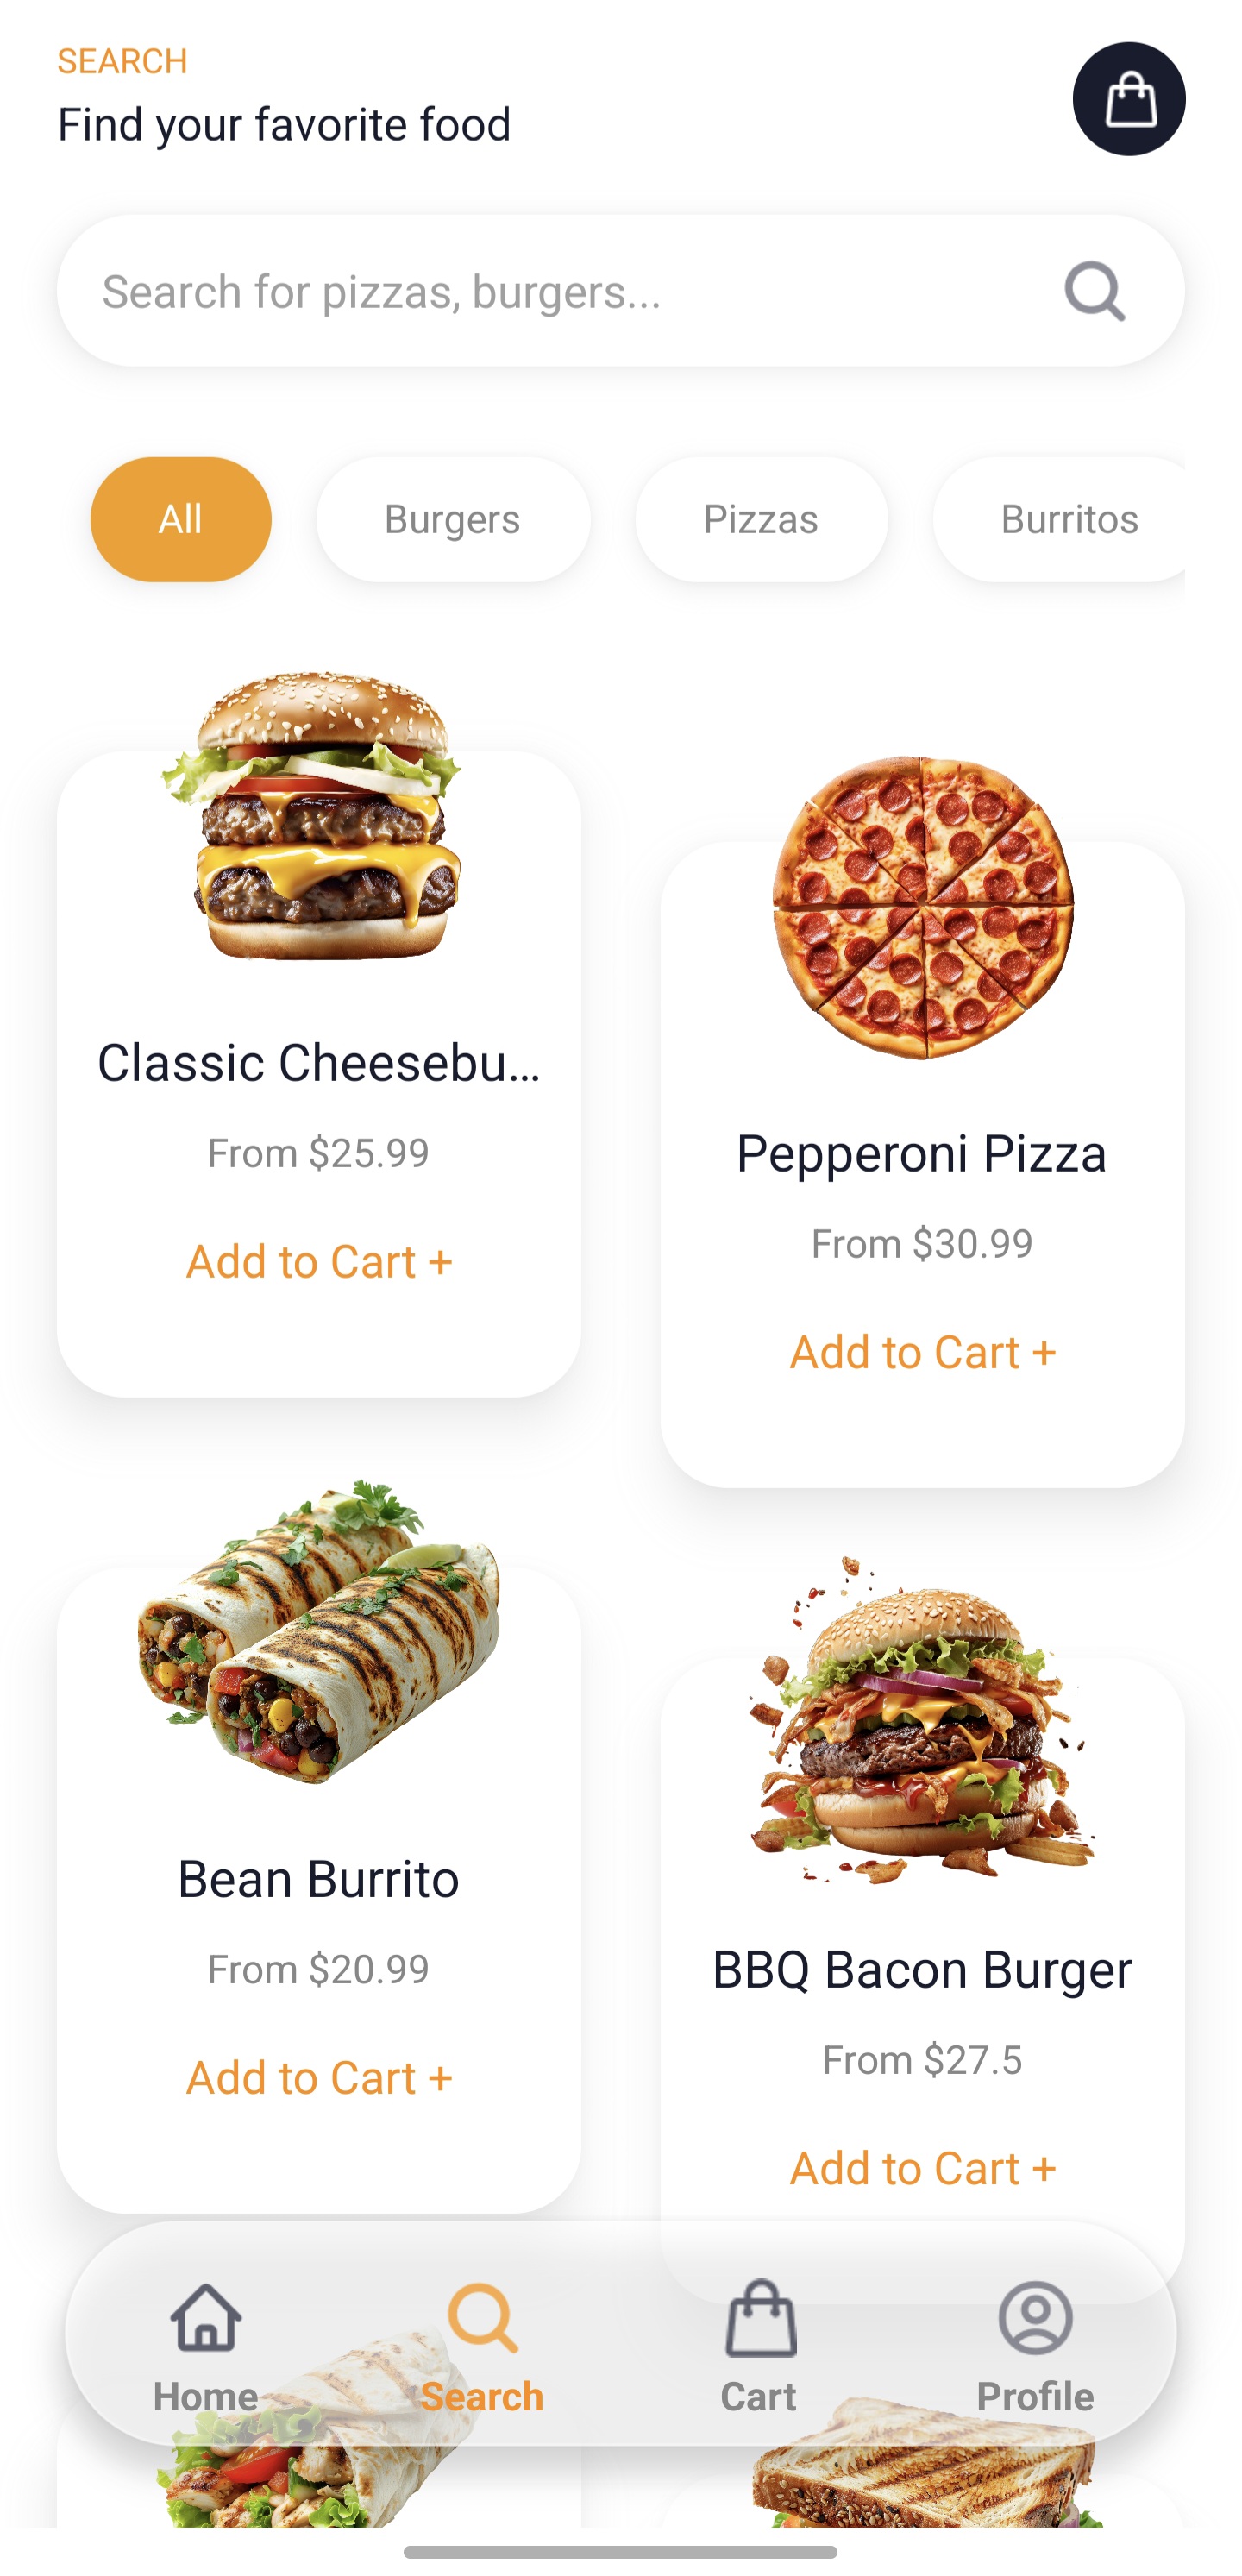 SEARCH
Find your favorite food
Search for pizzas, burgers...
All
Burgers
Pizzas
Burritos
Classic Cheesebu...
From $25.99
Add to Cart +
Pepperoni Pizza
From $30.99
Add to Cart +
Bean Burrito
From $20.99
Add to Cart +
BBQ Bacon Burger
From $27.5
Add to Cart +
Home
Search
Cart
Profile